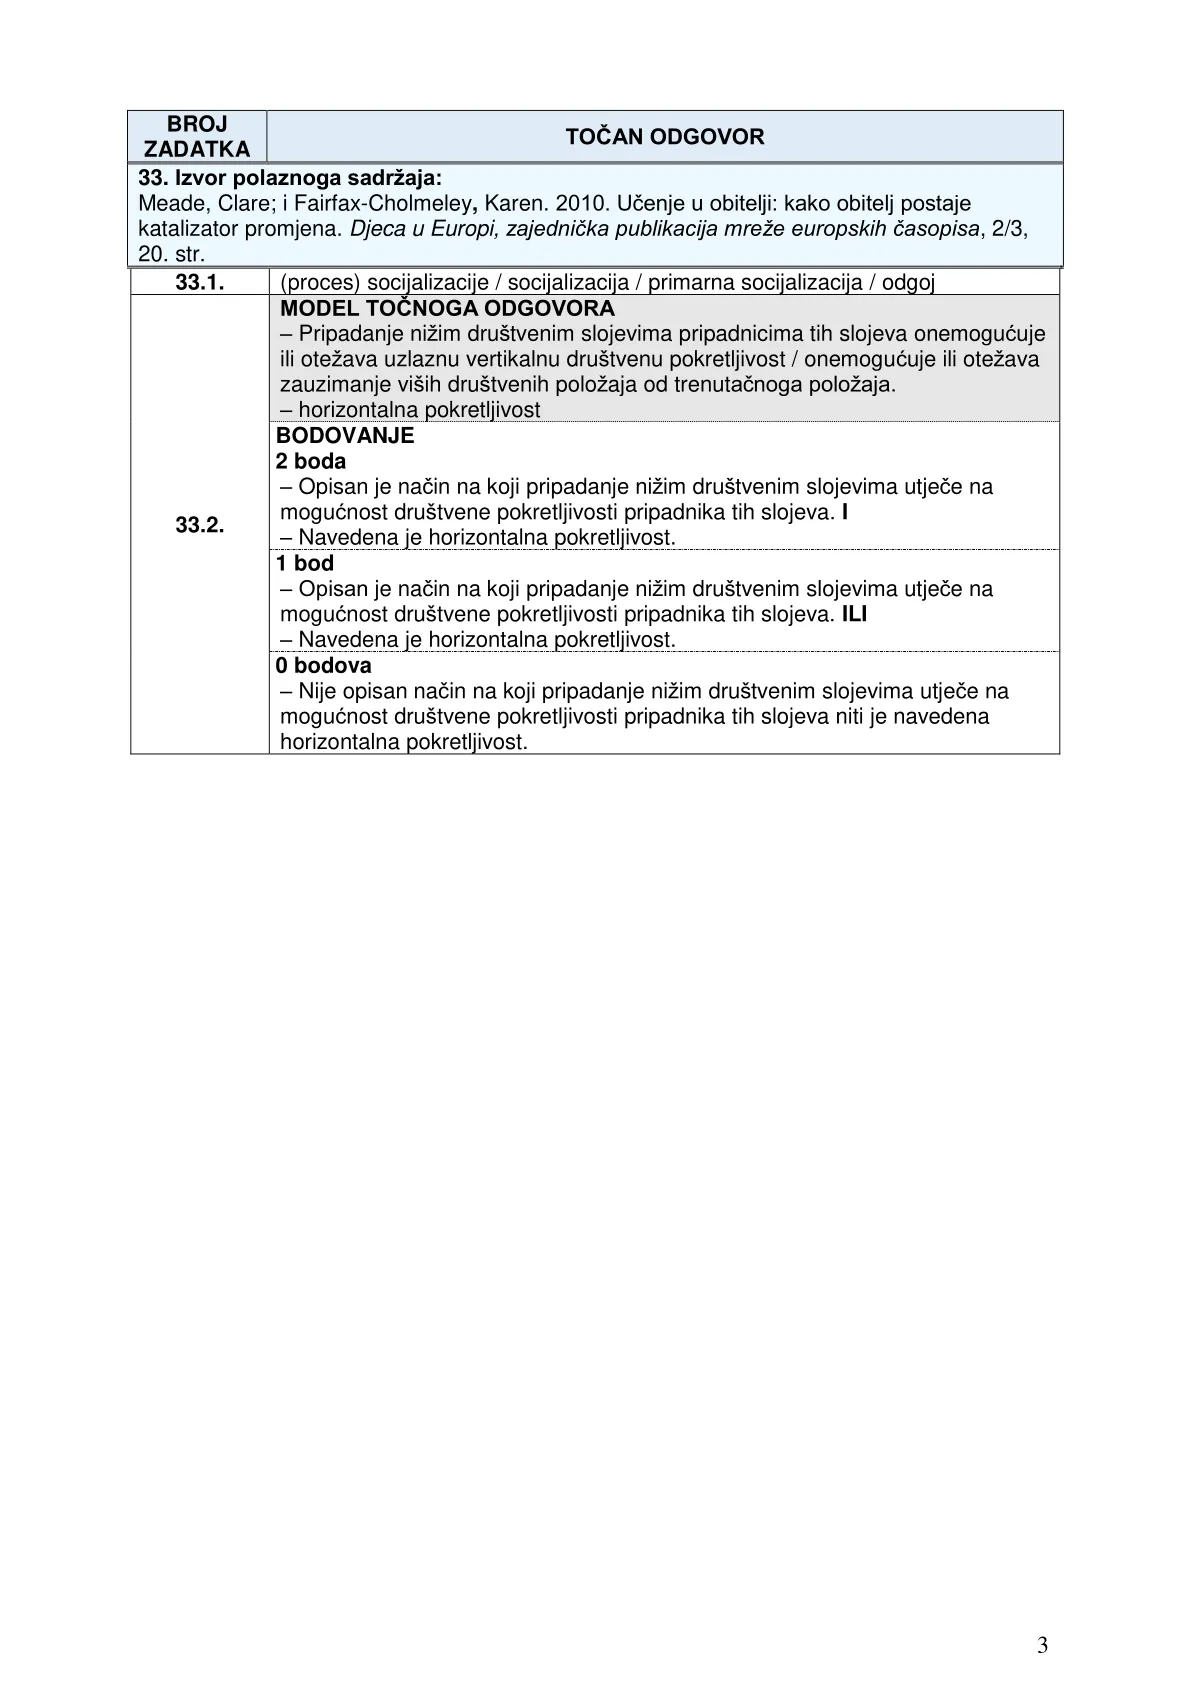 BROJ
ZADATKA
TOČAN ODGOVOR
33. Izvor polaznoga sadržaja:
Meade, Clare; i Fairfax-Cholmeley, Karen. 2010. Učenje u obitelji: kako obitelj postaje
katalizator promjena. Djeca u Europi, zajednička publikacija mreže europskih časopisa, 2/3,
20. str.
33.1.
(proces) socijalizacije / socijalizacija / primarna socijalizacija / odgoj
33.2.
MODEL TOČNOGA ODGOVORA
– Pripadanje nižim društvenim slojevima pripadnicima tih slojeva onemogućuje
ili otežava uzlaznu vertikalnu društvenu pokretljivost / onemogućuje ili otežava
zauzimanje viših društvenih položaja od trenutačnoga položaja.
– horizontalna pokretljivost
BODOVANJE
2 boda
– Opisan je način na koji pripadanje nižim društvenim slojevima utječe na
mogućnost društvene pokretljivosti pripadnika tih slojeva. I
– Navedena je horizontalna pokretljivost.
1 bod
– Opisan je način na koji pripadanje nižim društvenim slojevima utječe na
mogućnost društvene pokretljivosti pripadnika tih slojeva. ILI
– Navedena je horizontalna pokretljivost.
0 bodova
– Nije opisan način na koji pripadanje nižim društvenim slojevima utječe na
mogućnost društvene pokretljivosti pripadnika tih slojeva niti je navedena
horizontalna pokretljivost.
3